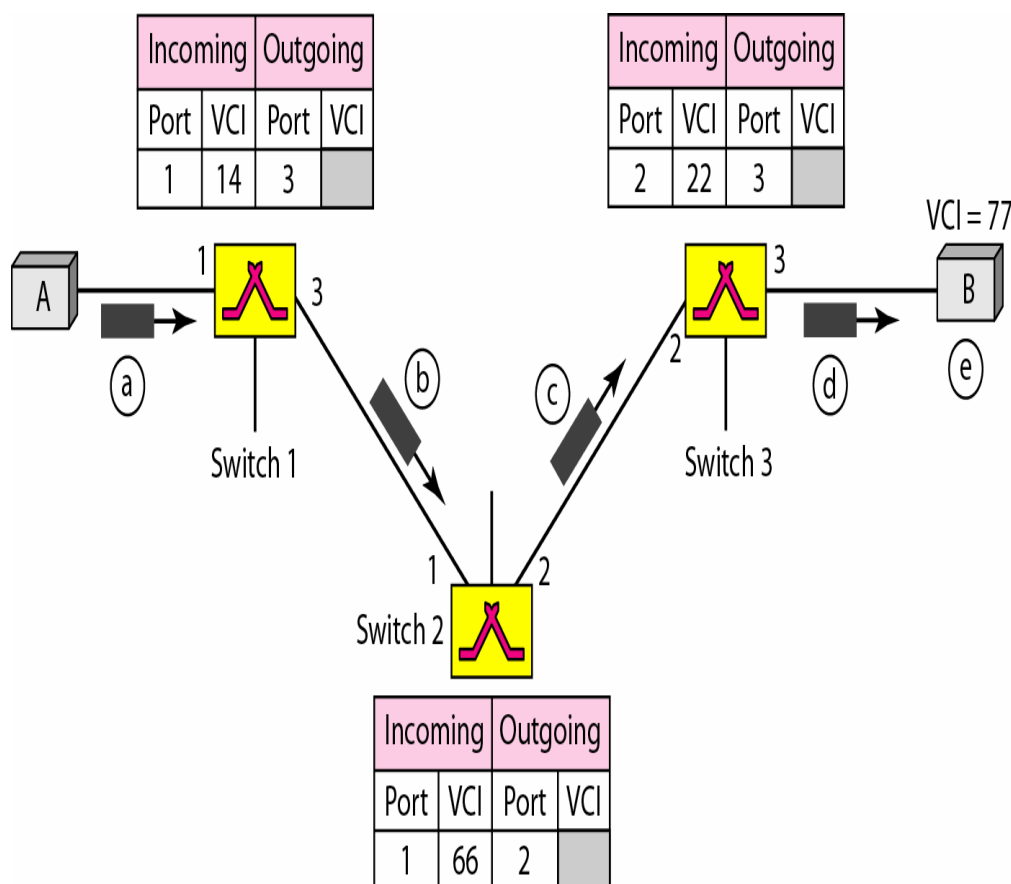 Incoming Outgoing
Port VCI Port VCI
1 14 3
Incoming Outgoing
Port VCI Port VCI
2 22 3
VCI = 77
A
1
3
3
B
2
a
b
c
d
e
Switch 1
Switch 3
1
2
Switch 2
Incoming Outgoing
Port VCI Port VCI
1 66 2